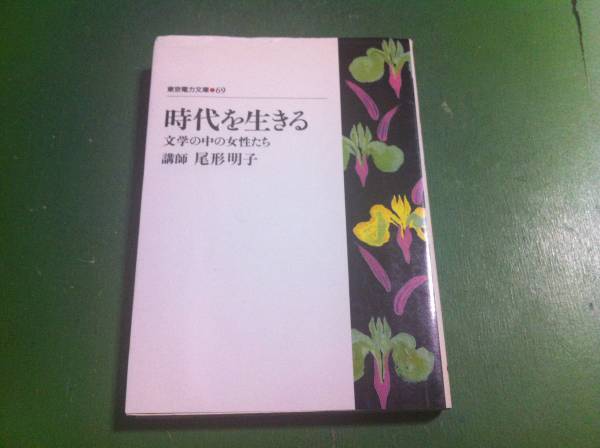 東京電力文庫●69
時代を生きる
文学の中の女性たち
講師 尾形明子